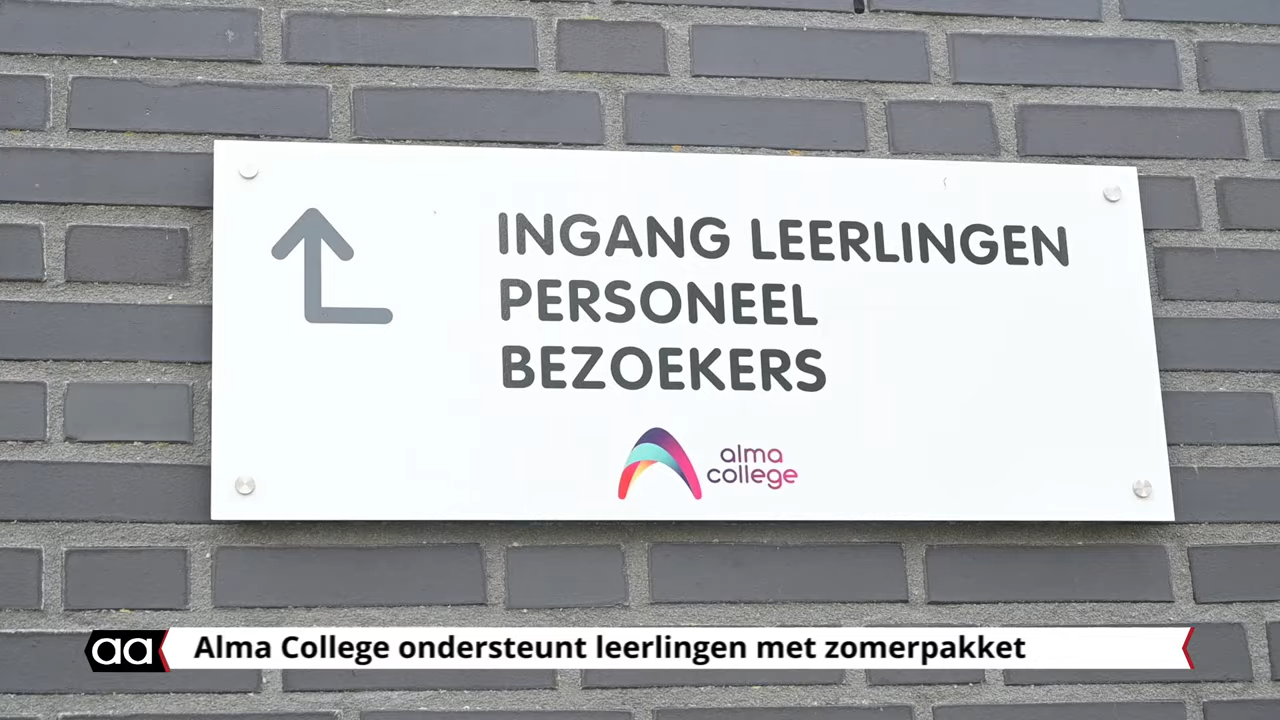 INGANG LEERLINGEN
PERSONEEL
BEZOEKERS
alma
college
aa Alma College ondersteunt leerlingen met zomerpakket